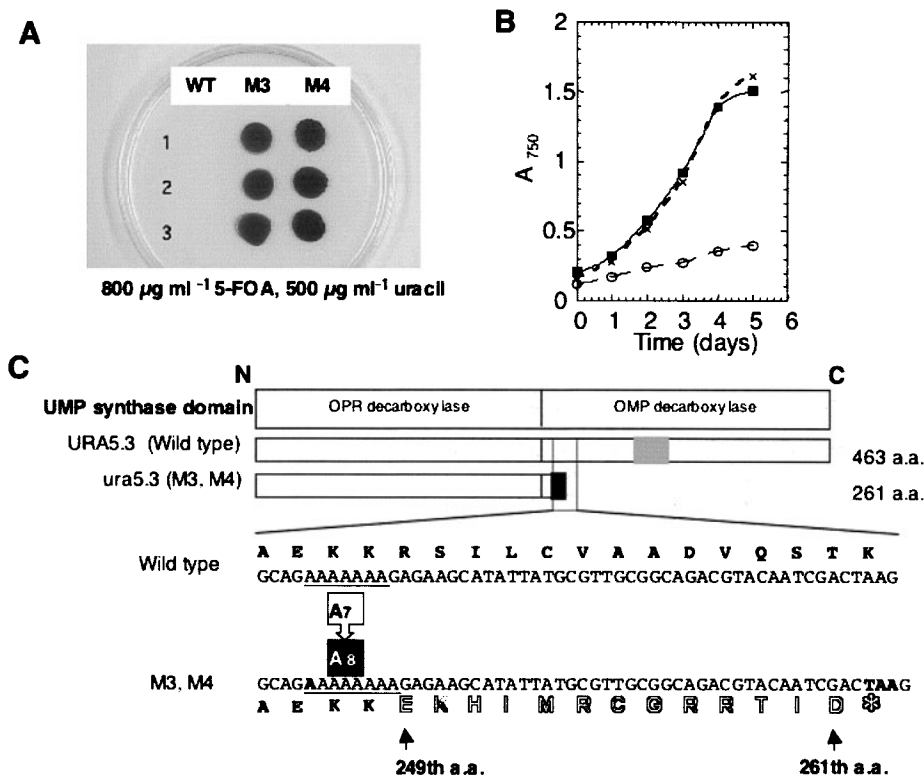 A
WT M3 M4
1
2
3
800 µg ml⁻¹ 5-FOA, 500 µg ml⁻¹ uracil
B
2
1.5
1
0.5
0
A 750
0 1 2 3 4 5 6
Time (days)
C
N C
UMP synthase domain OPR decarboxylase OMP decarboxylase
URA5.3 (Wild type) 463 a.a.
ura5.3 (M3, M4) 261 a.a.
A E K K R S I L C V A A D V Q S T K
Wild type
GCAGAAAAAAAGAGAAGCATATTATGCGTTGCGGCAGACGTACAATCGACTAAG
A7
A8
M3, M4 GCAGAAAAAAAAGAGAAGCATATTATGCGTTGCGGCAGACGTACAATCGACTAAG
A E K K E K H I M R C G R R T I D *
249th a.a. 261th a.a.